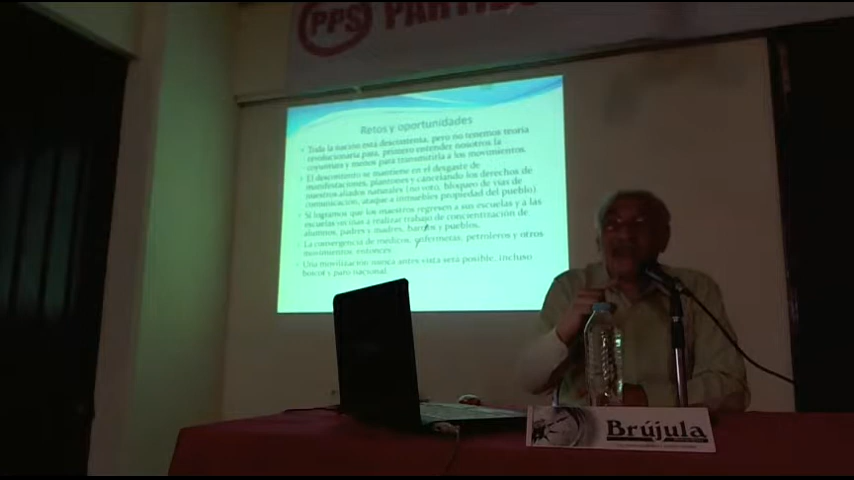 PPS PARTIDO
Retos y oportunidades
• Toda la nación está descontenta, pero no tenemos teoría
revolucionaria para, primero entender nosotros la
coyuntura y menos para transmitirla a los movimientos.
• El descontento se mantiene en el desgaste de
manifestaciones, plantones y cancelando los derechos de
nuestros aliados naturales (no voto, bloqueo de vías de
comunicación, ataque a inmuebles propiedad del pueblo).
• Si logramos que los maestros regresen a sus escuelas y a las
escuelas vecinas a realizar trabajo de concientización de
alumnos, padres y madres, barrios y pueblos.
• La convergencia de médicos, enfermeras, petroleros y otros
movimientos, entonces
• Una movilización nunca antes vista será posible, incluso
boicot y paro nacional.
Brújula